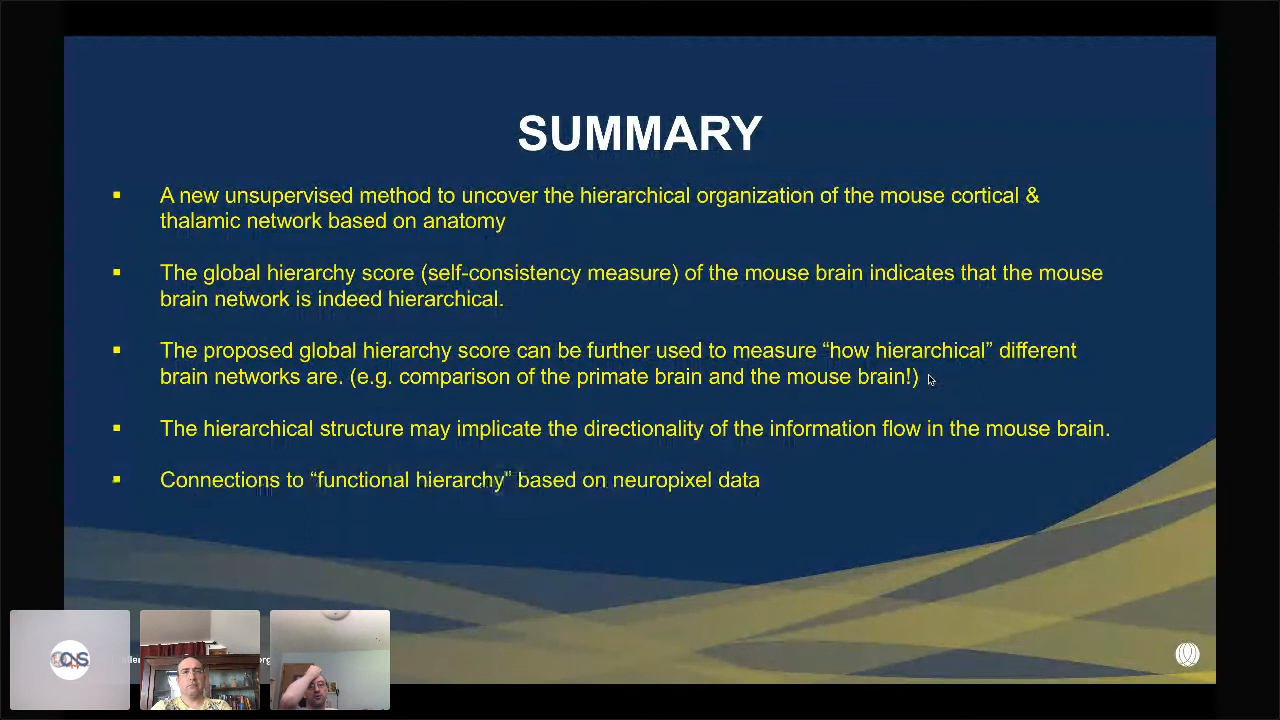 SUMMARY
▪ A new unsupervised method to uncover the hierarchical organization of the mouse cortical &
thalamic network based on anatomy
▪ The global hierarchy score (self-consistency measure) of the mouse brain indicates that the mouse
brain network is indeed hierarchical.
▪ The proposed global hierarchy score can be further used to measure “how hierarchical” different
brain networks are. (e.g. comparison of the primate brain and the mouse brain!)
▪ The hierarchical structure may implicate the directionality of the information flow in the mouse brain.
▪ Connections to “functional hierarchy” based on neuropixel data